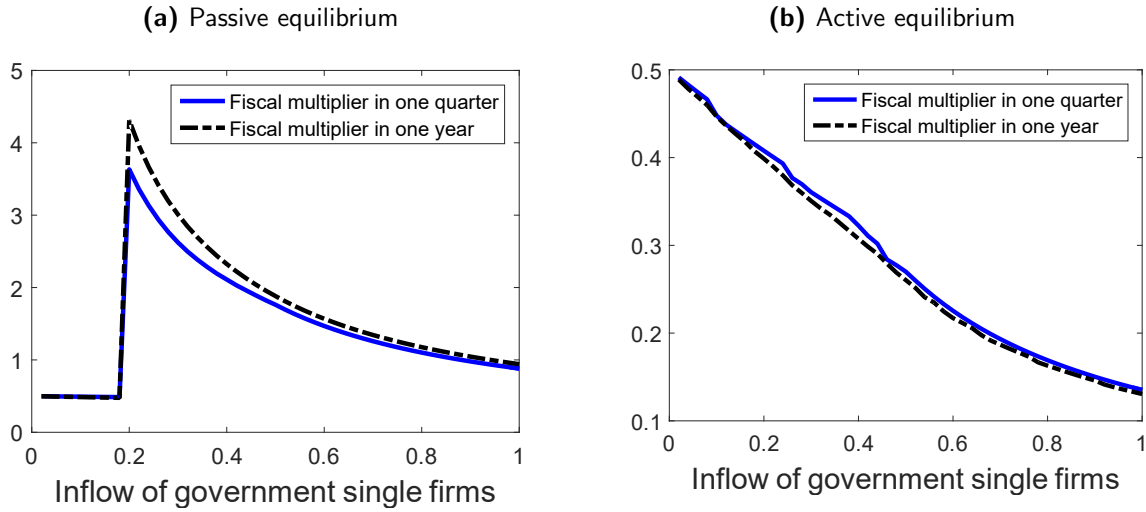 (a) Passive equilibrium
5
4
3
2
1
0
0
0.2
0.4
0.6
0.8
1
Fiscal multiplier in one quarter
Fiscal multiplier in one year
Inflow of government single firms
(b) Active equilibrium
0.5
0.4
0.3
0.2
0.1
0
0.2
0.4
0.6
0.8
1
Fiscal multiplier in one quarter
Fiscal multiplier in one year
Inflow of government single firms